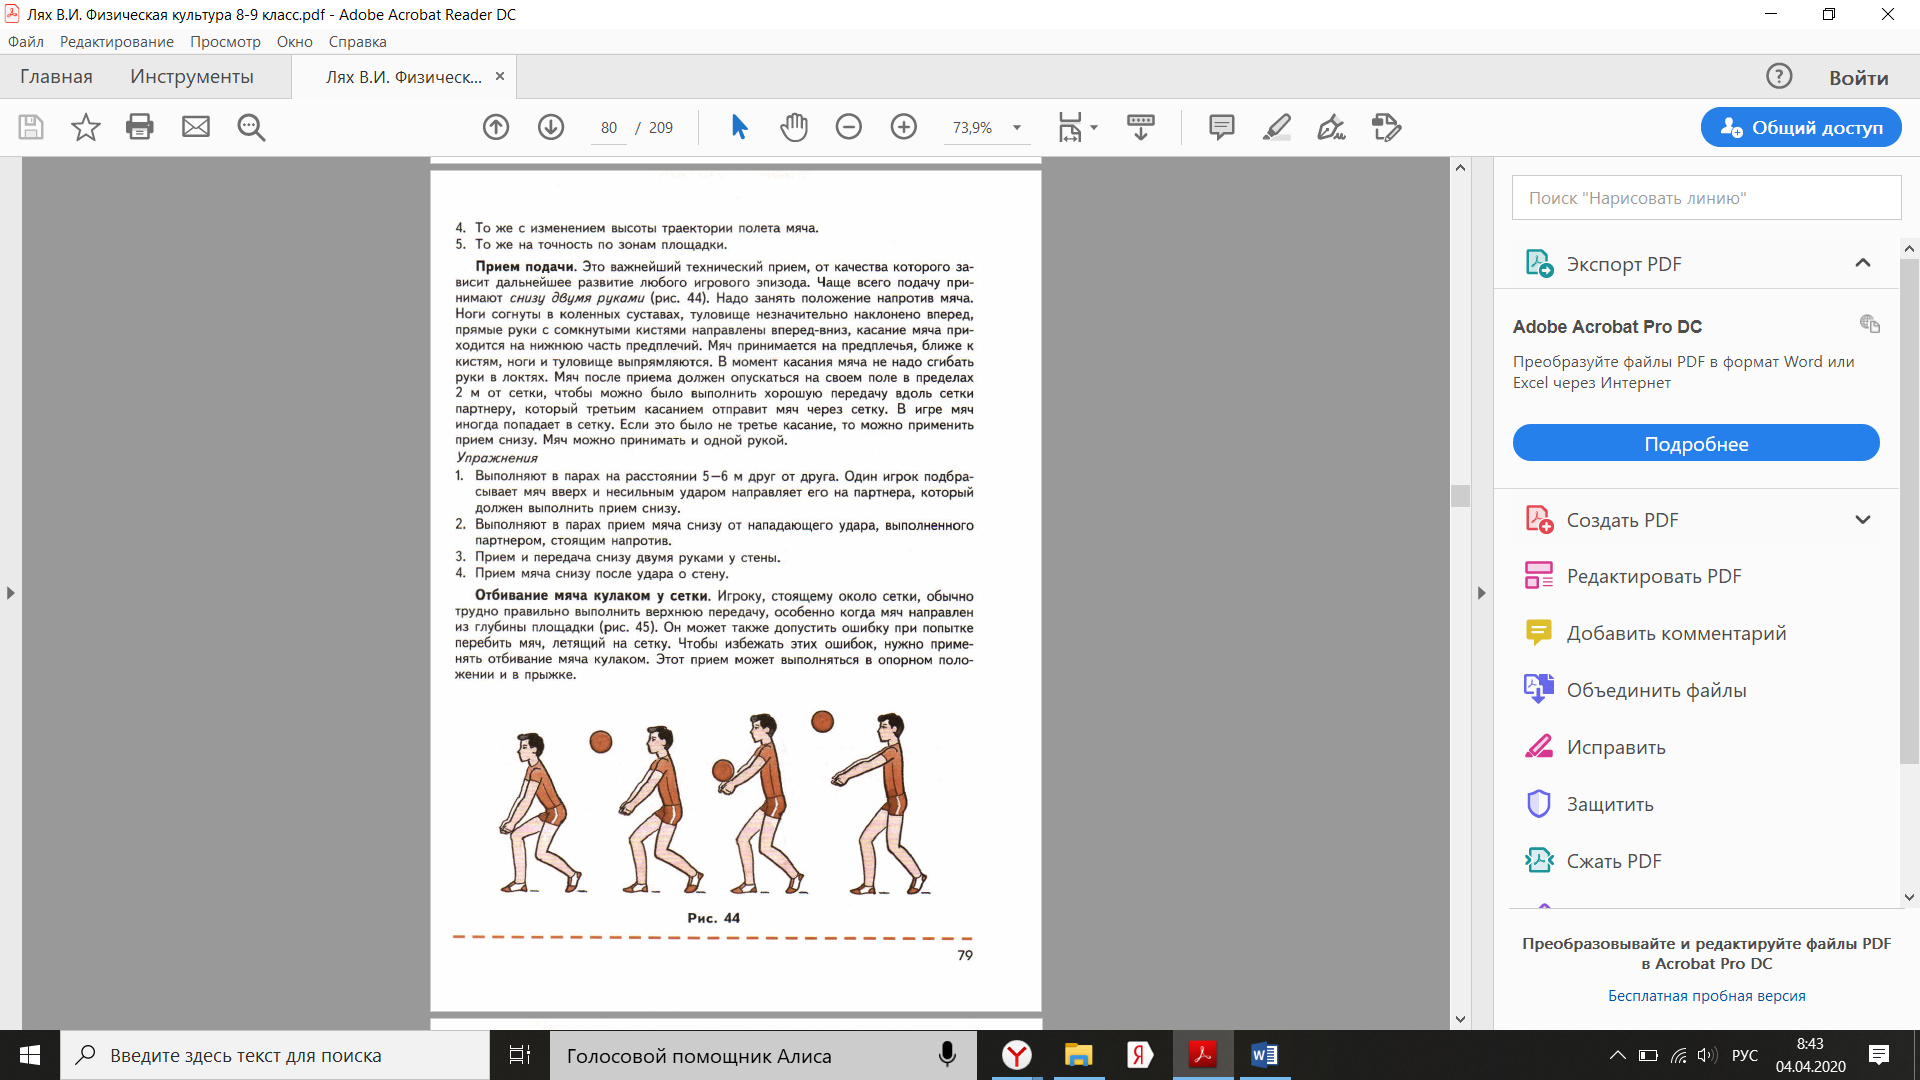 Лях В.И. Физическая культура 8-9 класс.pdf - Adobe Acrobat Reader DC
Файл Редактирование Просмотр Окно Справка
Главная Инструменты Лях В.И. Физическ... × Войти
80 / 209 73,9% Общий доступ
4. То же с изменением высоты траектории полета мяча.
5. То же на точность по зонам площадки.
Прием подачи. Это важнейший технический прием, от качества которого за-
висит дальнейшее развитие любого игрового эпизода. Чаще всего подачу при-
нимают снизу двумя руками (рис. 44). Надо занять положение напротив мяча.
Ноги согнуты в коленных суставах, туловище незначительно наклонено вперед,
прямые руки с сомкнутыми кистями направлены вперед-вниз, касание мяча при-
ходится на нижнюю часть предплечий. Мяч принимается на предплечья, ближе к
кистям, ноги и туловище выпрямляются. В момент касания мяча не надо сгибать
руки в локтях. Мяч после приема должен опускаться на своем поле в пределах
2 м от сетки, чтобы можно было выполнить хорошую передачу вдоль сетки
партнеру, который третьим касанием отправит мяч через сетку. В игре мяч
иногда попадает в сетку. Если это было не третье касание, то можно применить
прием снизу. Мяч можно принимать и одной рукой.
Упражнения
1. Выполняют в парах на расстоянии 5—6 м друг от друга. Один игрок подбра-
сывает мяч вверх и несильным ударом направляет его на партнера, который
должен выполнить прием снизу.
2. Выполняют в парах прием мяча снизу от нападающего удара, выполненного
партнером, стоящим напротив.
3. Прием и передача снизу двумя руками у стены.
4. Прием мяча снизу после удара о стену.
Отбивание мяча кулаком у сетки. Игроку, стоящему около сетки, обычно
трудно правильно выполнить верхнюю передачу, особенно когда мяч направлен
из глубины площадки (рис. 45). Он может также допустить ошибку при попытке
перебить мяч, летящий на сетку. Чтобы избежать этих ошибок, нужно приме-
нять отбивание мяча кулаком. Этот прием может выполняться в опорном поло-
жении и в прыжке.
Рис. 44
79
Поиск "Нарисовать линию"
Экспорт PDF
Adobe Acrobat Pro DC
Преобразуйте файлы PDF в формат Word или
Excel через Интернет
Подробнее
Создать PDF
Редактировать PDF
Добавить комментарий
Объединить файлы
Исправить
Защитить
Сжать PDF
Преобразовывайте и редактируйте файлы PDF
в Acrobat Pro DC
Бесплатная пробная версия
Введите здесь текст для поиска
Голосовой помощник Алиса
РУС
8:43
04.04.2020